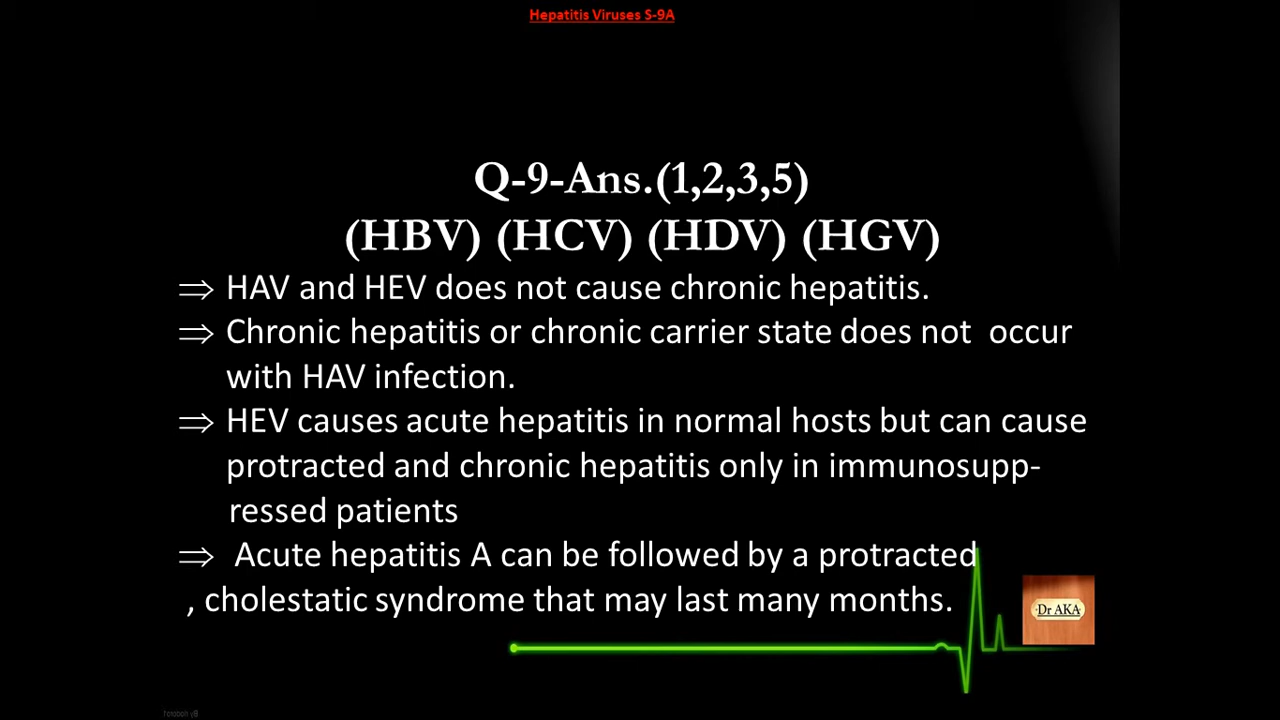 Hepatitis Viruses S-9A
Q-9-Ans.(1,2,3,5)
(HBV) (HCV) (HDV) (HGV)
⇒ HAV and HEV does not cause chronic hepatitis.
⇒ Chronic hepatitis or chronic carrier state does not occur
with HAV infection.
⇒ HEV causes acute hepatitis in normal hosts but can cause
protracted and chronic hepatitis only in immunosupp-
ressed patients
⇒ Acute hepatitis A can be followed by a protracted
, cholestatic syndrome that may last many months.
Dr AKA